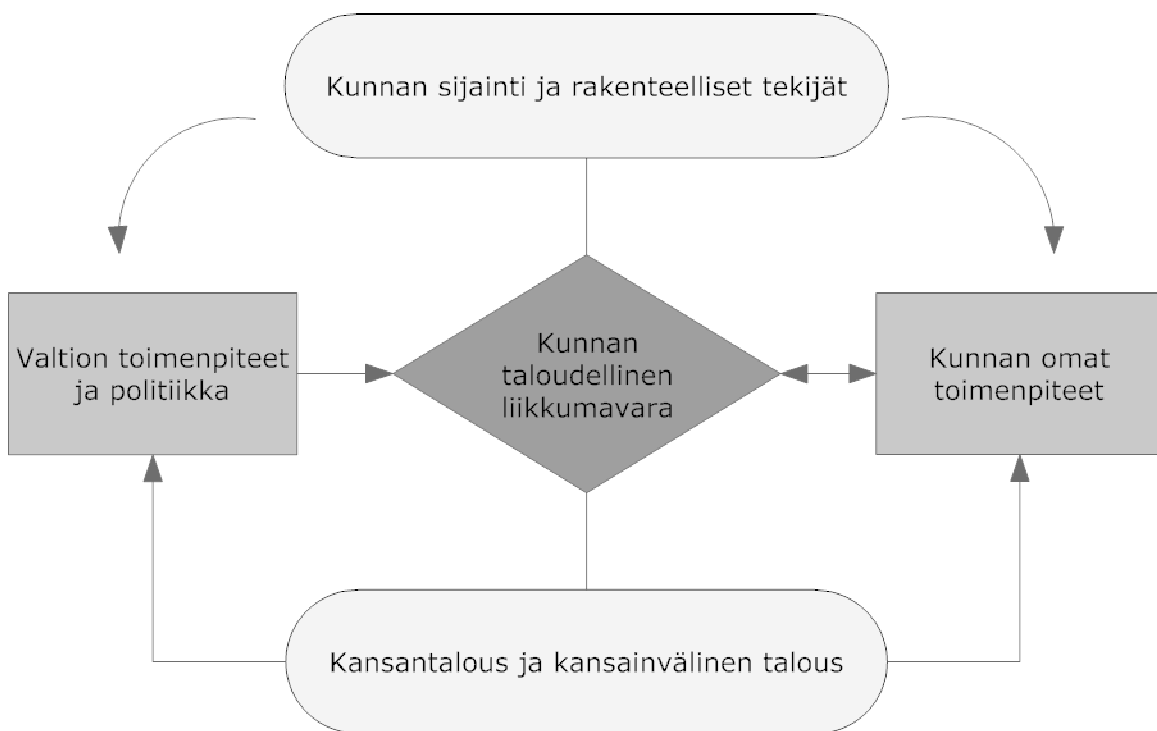 Kunnan sijainti ja rakenteelliset tekijät
Valtion toimenpiteet
ja politiikka
Kunnan
taloudellinen
liikkumavara
Kunnan omat
toimenpiteet
Kansantalous ja kansainvälinen talous